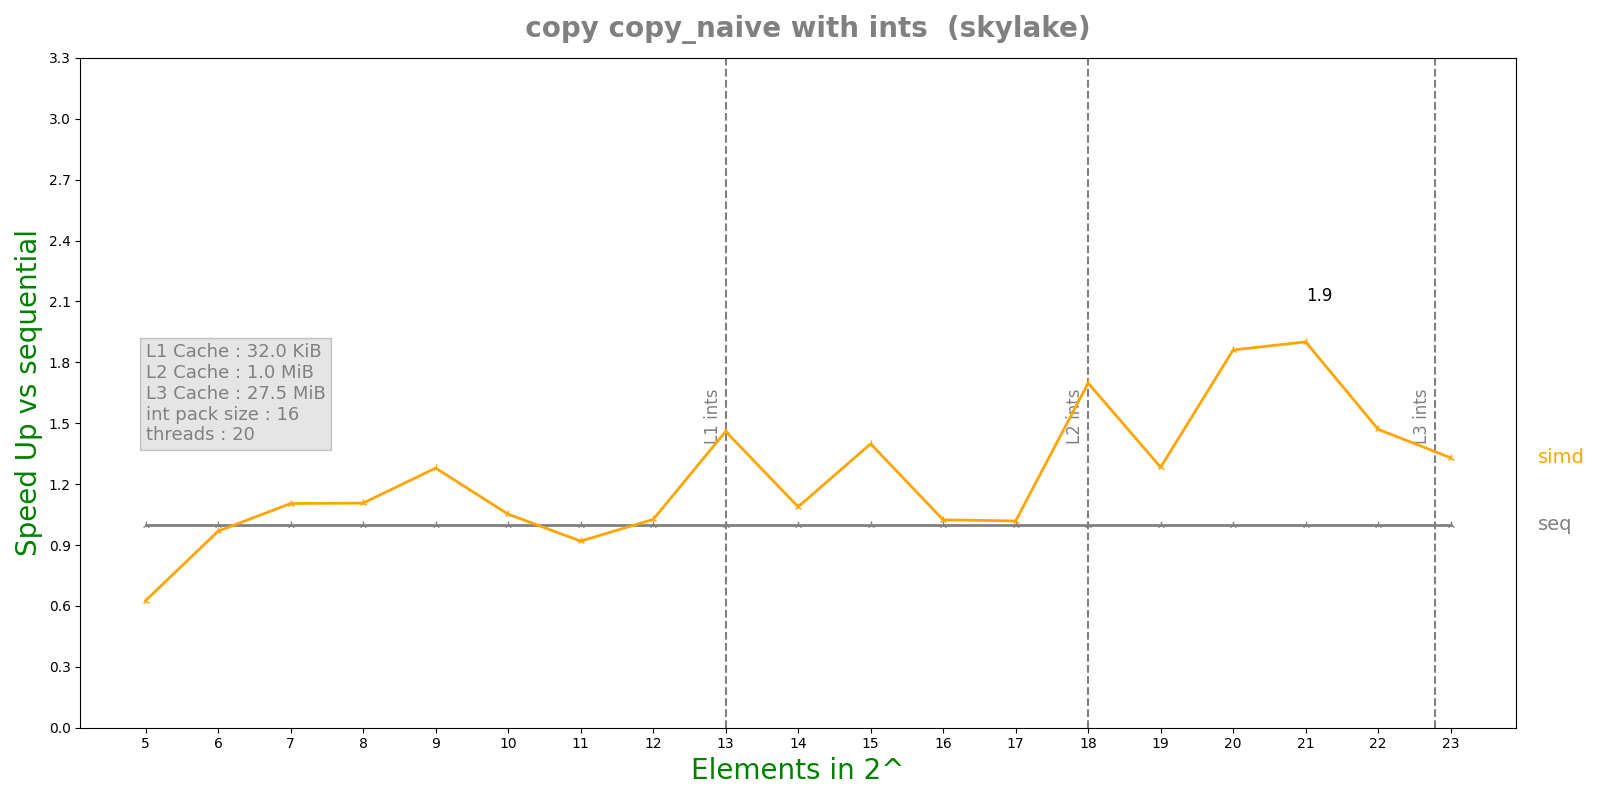 copy copy_naive with ints  (skylake)
Speed Up vs sequential
3.3
3.0
2.7
2.4
2.1
1.8
1.5
1.2
0.9
0.6
0.3
0.0
L1 Cache : 32.0 KiB
L2 Cache : 1.0 MiB
L3 Cache : 27.5 MiB
int pack size : 16
threads : 20
L1 ints
L2 ints
L3 ints
1.9
simd
seq
5 6 7 8 9 10 11 12 13 14 15 16 17 18 19 20 21 22 23
Elements in 2^